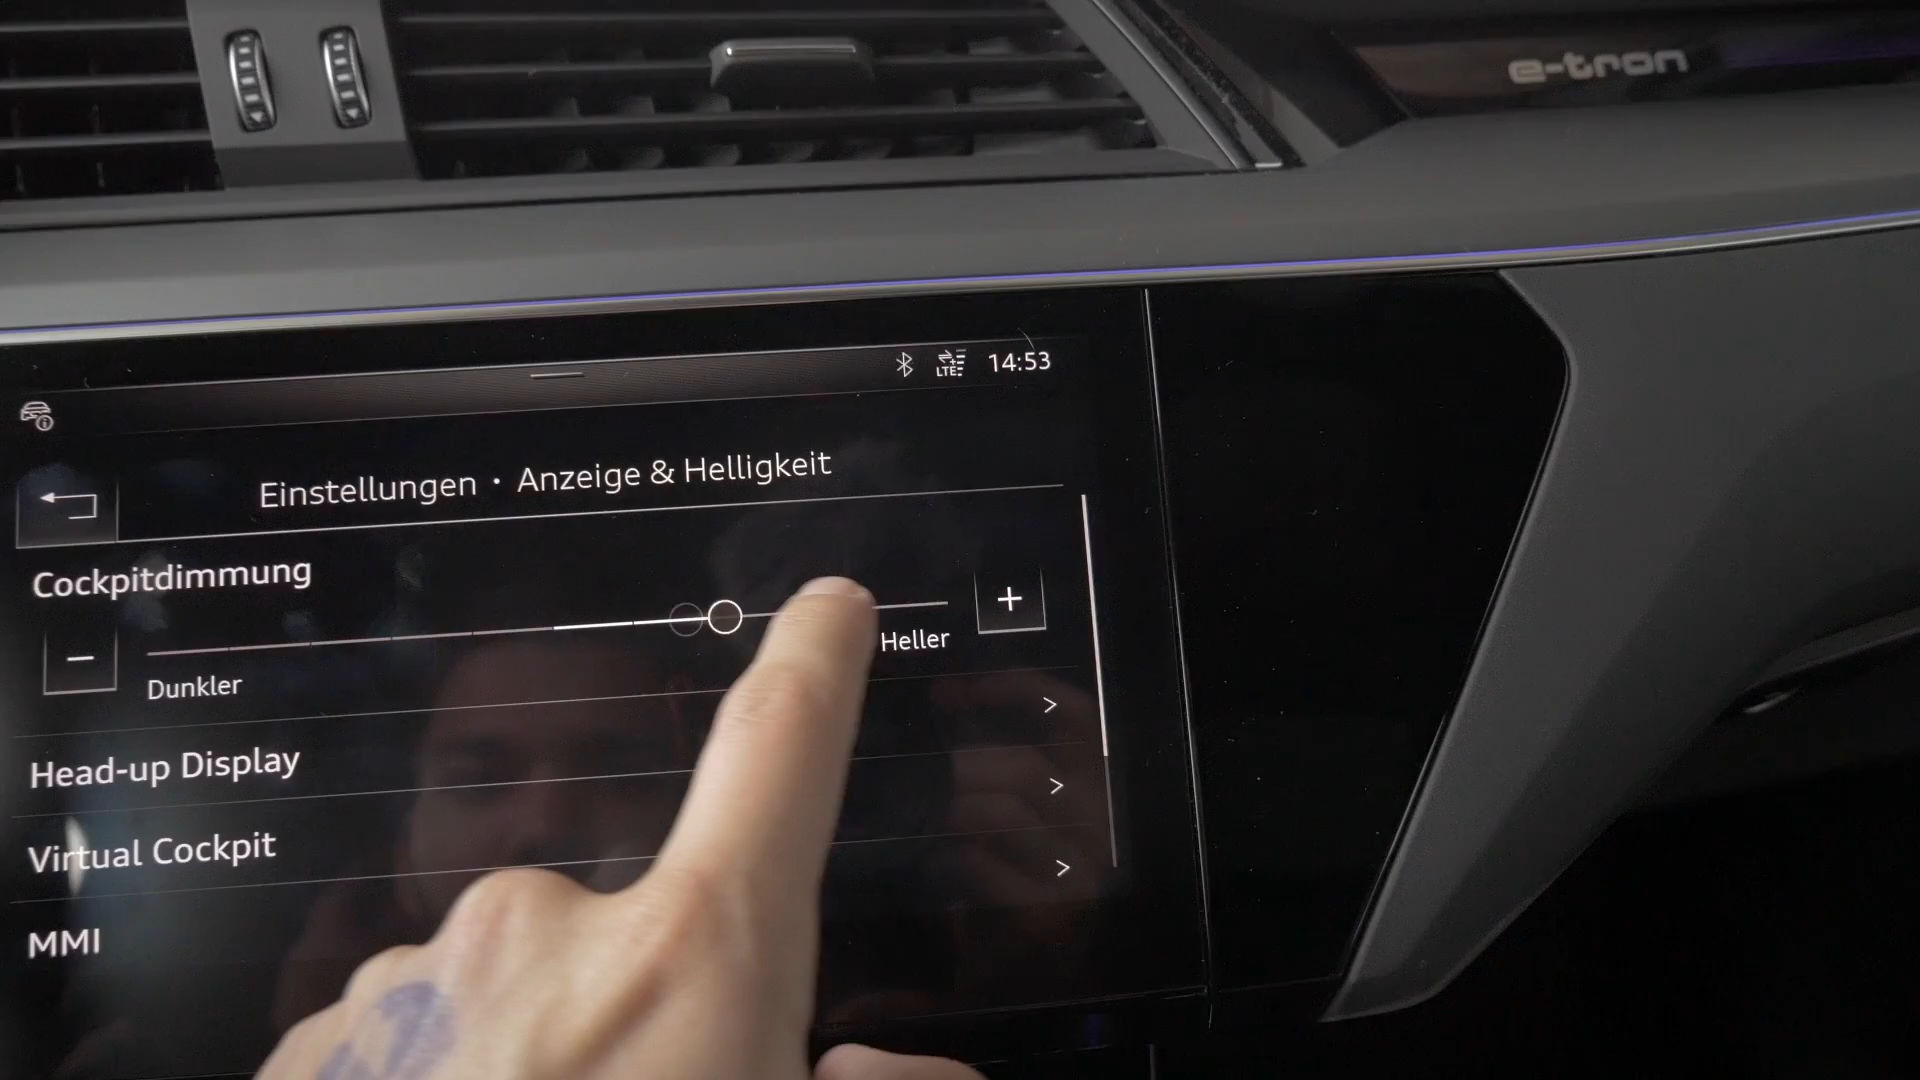 e-tron
LTE 14:53
Einstellungen • Anzeige & Helligkeit
Cockpitdimmung
− +
Dunkler Heller
Head-up Display >
Virtual Cockpit >
MMI >